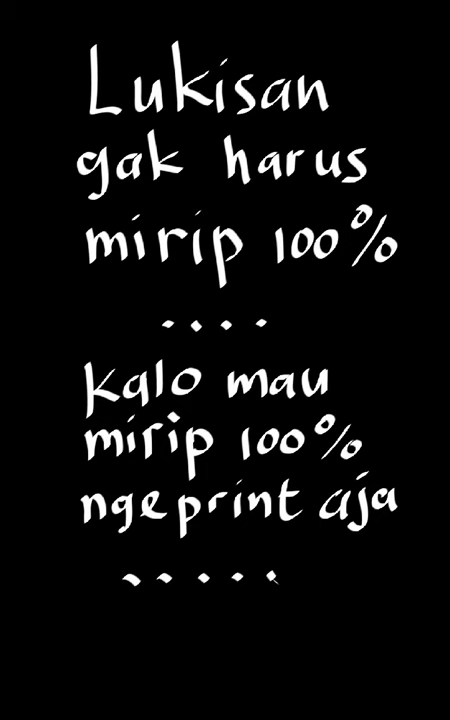 Lukisan
gak harus
mirip 100%
....
kalo mau
mirip 100%
ngeprint aja
.....